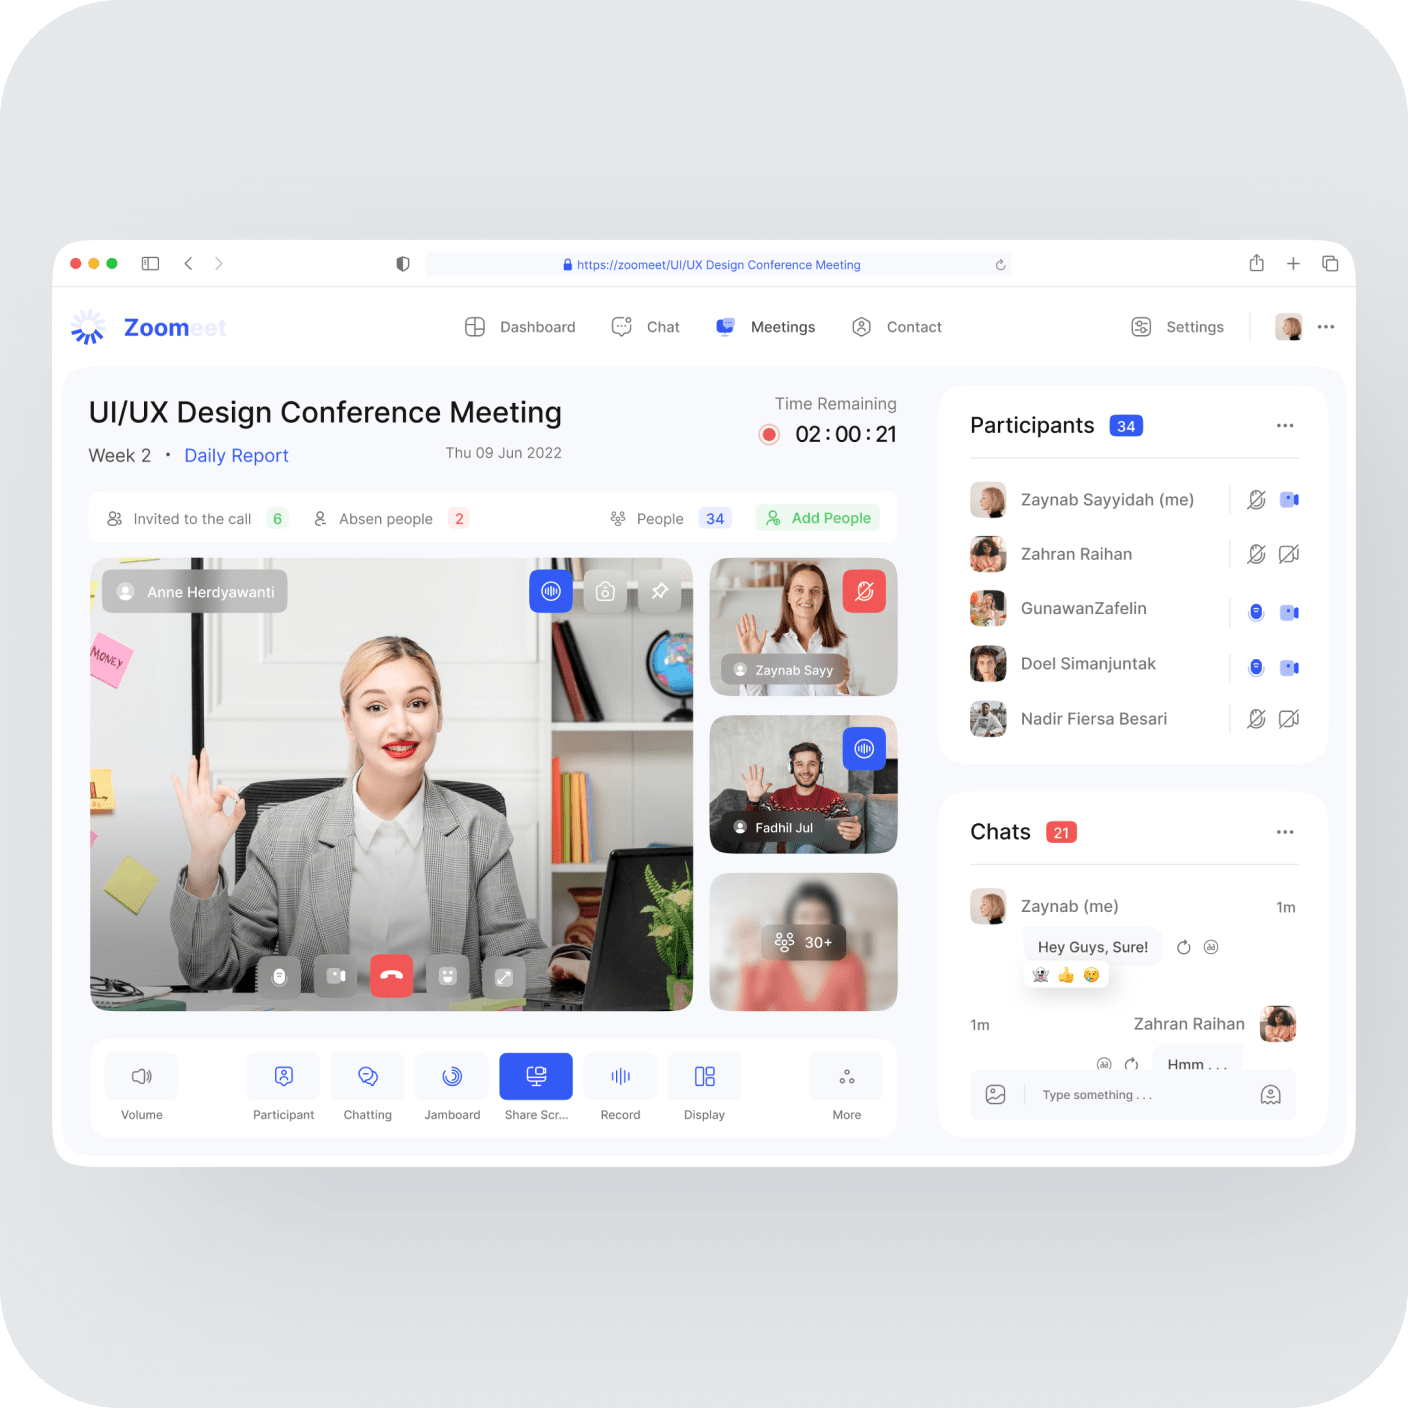 https://zoomeet/UI/UX Design Conference Meeting
Zoomeet
Dashboard
Chat
Meetings
Contact
Settings
UI/UX Design Conference Meeting
Week 2 • Daily Report
Thu 09 Jun 2022
Time Remaining
02 : 00 : 21
Invited to the call 6
Absen people 2
People 34
Add People
Anne Herdyawanti
MONEY
Zaynab Sayy
Fadhil Jul
30+
Volume
Participant
Chatting
Jamboard
Share Scr...
Record
Display
More
Participants 34
Zaynab Sayyidah (me)
Zahran Raihan
GunawanZafelin
Doel Simanjuntak
Nadir Fiersa Besari
Chats 21
Zaynab (me)
1m
Hey Guys, Sure!
1m
Zahran Raihan
Hmm . . .
Type something . . .